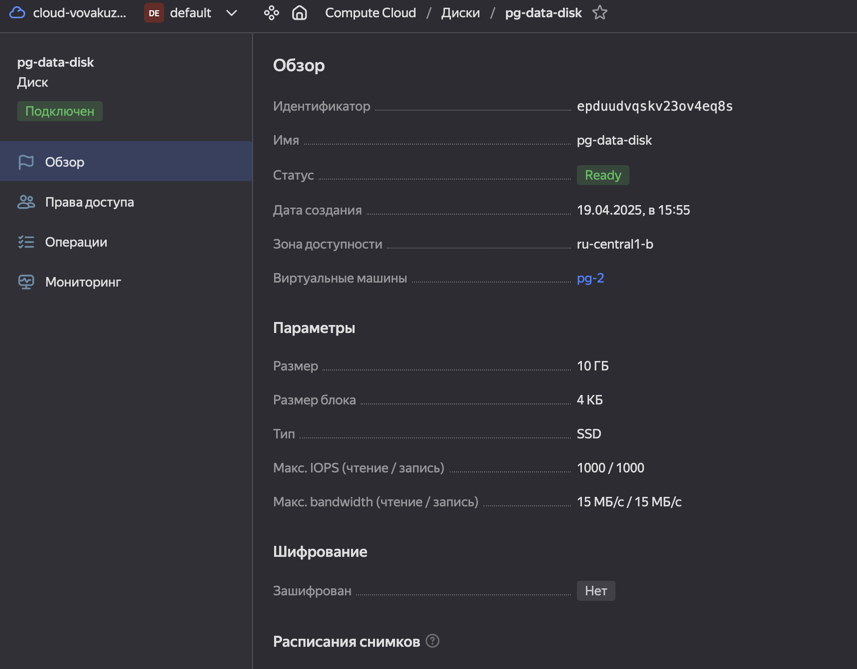 cloud-vovakuz... DE default Compute Cloud / Диски / pg-data-disk
pg-data-disk
Диск
Подключен
Обзор
Права доступа
Операции
Мониторинг
Обзор
Идентификатор epduudvqskv23ov4eq8s
Имя pg-data-disk
Статус Ready
Дата создания 19.04.2025, в 15:55
Зона доступности ru-central1-b
Виртуальные машины pg-2
Параметры
Размер 10 ГБ
Размер блока 4 КБ
Тип SSD
Макс. IOPS (чтение / запись) 1000 / 1000
Макс. bandwidth (чтение / запись) 15 МБ/с / 15 МБ/с
Шифрование
Зашифрован Нет
Расписания снимков ?